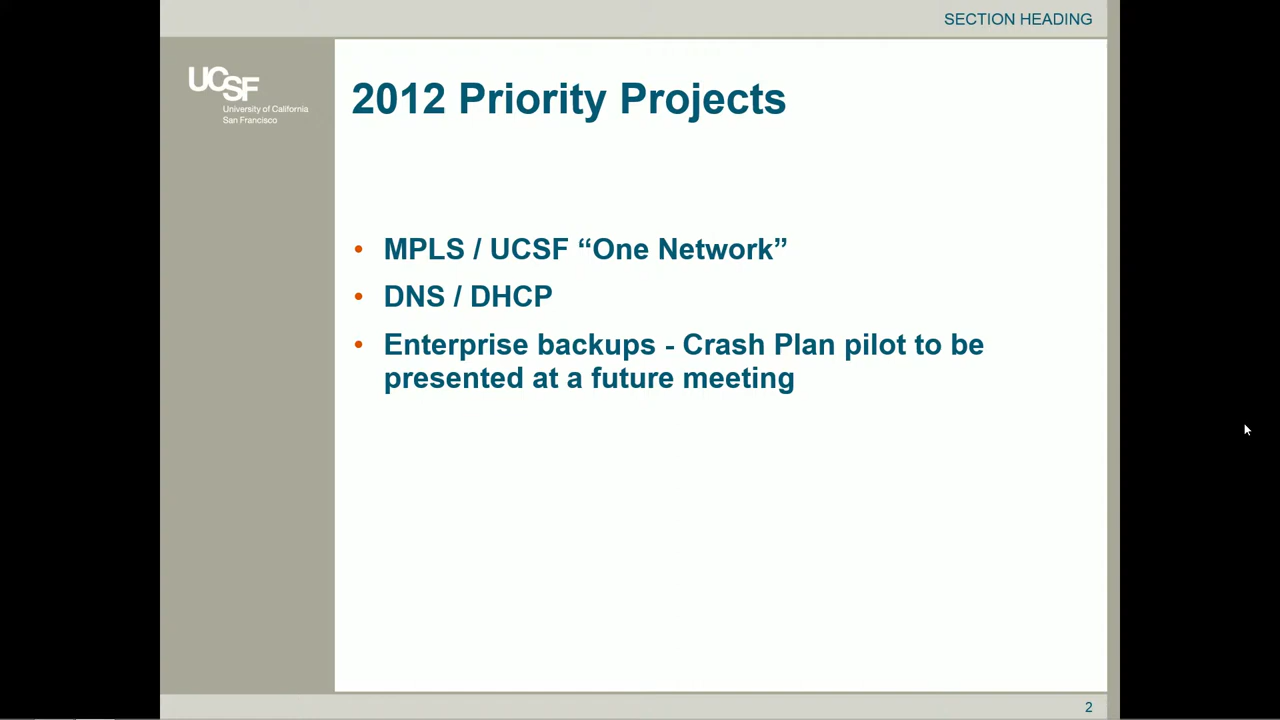 SECTION HEADING
UCSF
University of California
San Francisco
2012 Priority Projects
• MPLS / UCSF “One Network”
• DNS / DHCP
• Enterprise backups - Crash Plan pilot to be
presented at a future meeting
2